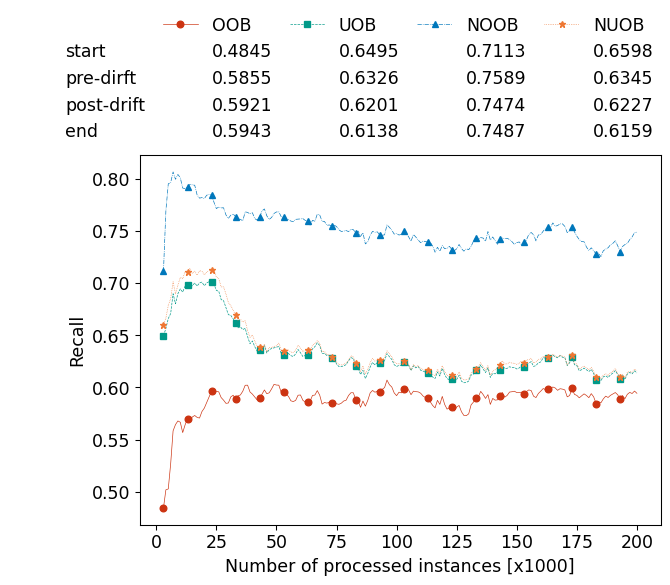 OOB UOB NOOB NUOB
start 0.4845 0.6495 0.7113 0.6598
pre-dirft 0.5855 0.6326 0.7589 0.6345
post-drift 0.5921 0.6201 0.7474 0.6227
end 0.5943 0.6138 0.7487 0.6159
0.80
0.75
0.70
0.65
0.60
0.55
0.50
Recall
0 25 50 75 100 125 150 175 200
Number of processed instances [x1000]